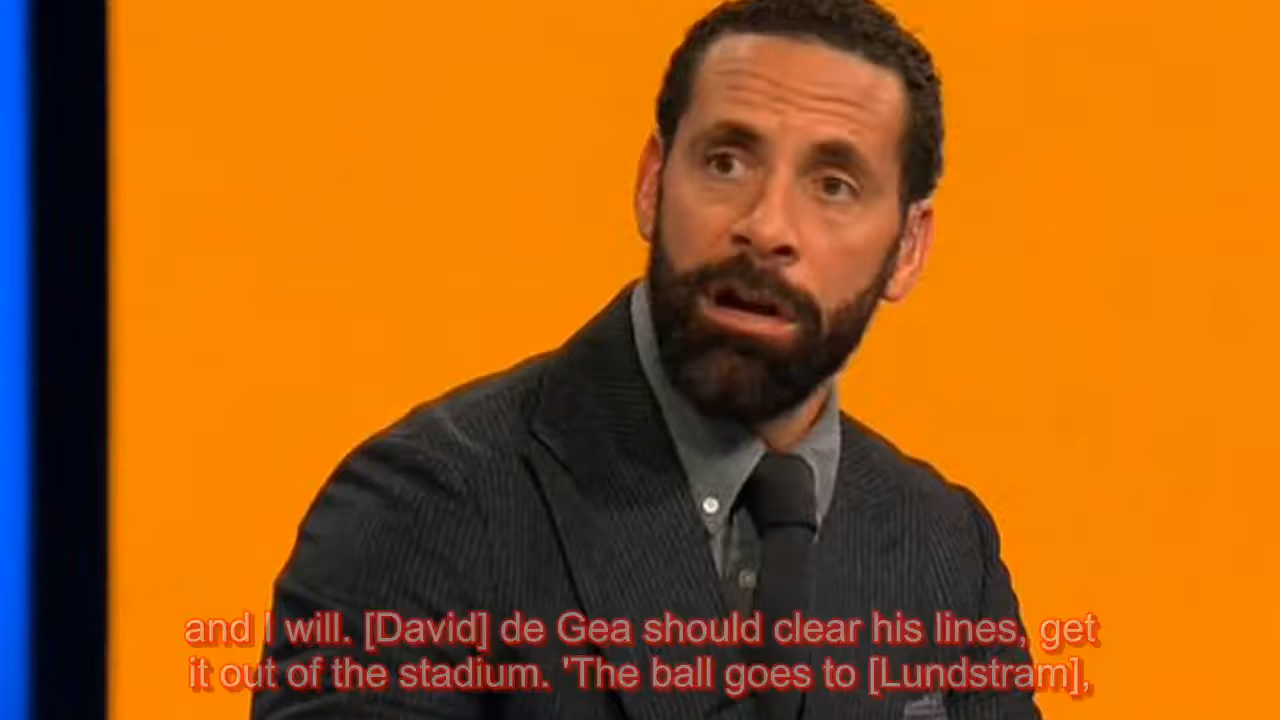 and I will. [David] de Gea should clear his lines, get
it out of the stadium. 'The ball goes to [Lundstram],